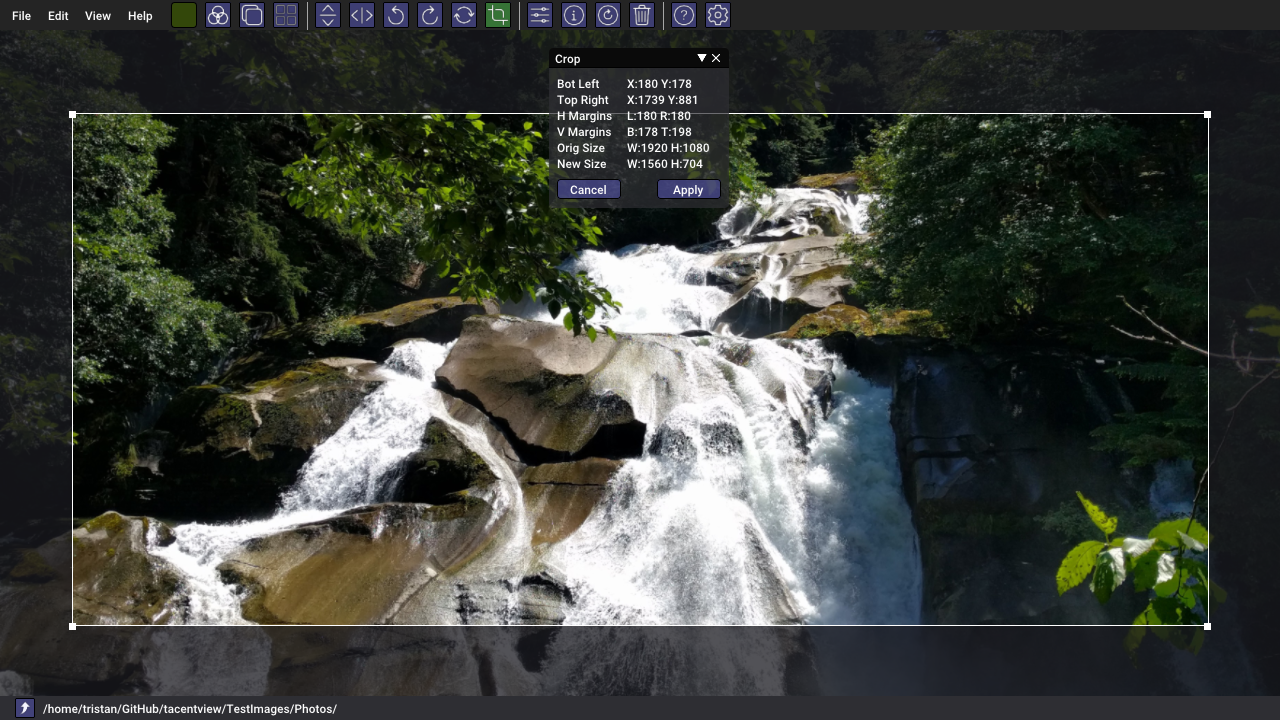 File Edit View Help
Crop
Bot Left X:180 Y:178
Top Right X:1739 Y:881
H Margins L:180 R:180
V Margins B:178 T:198
Orig Size W:1920 H:1080
New Size W:1560 H:704
Cancel Apply
/home/tristan/GitHub/tacentview/TestImages/Photos/